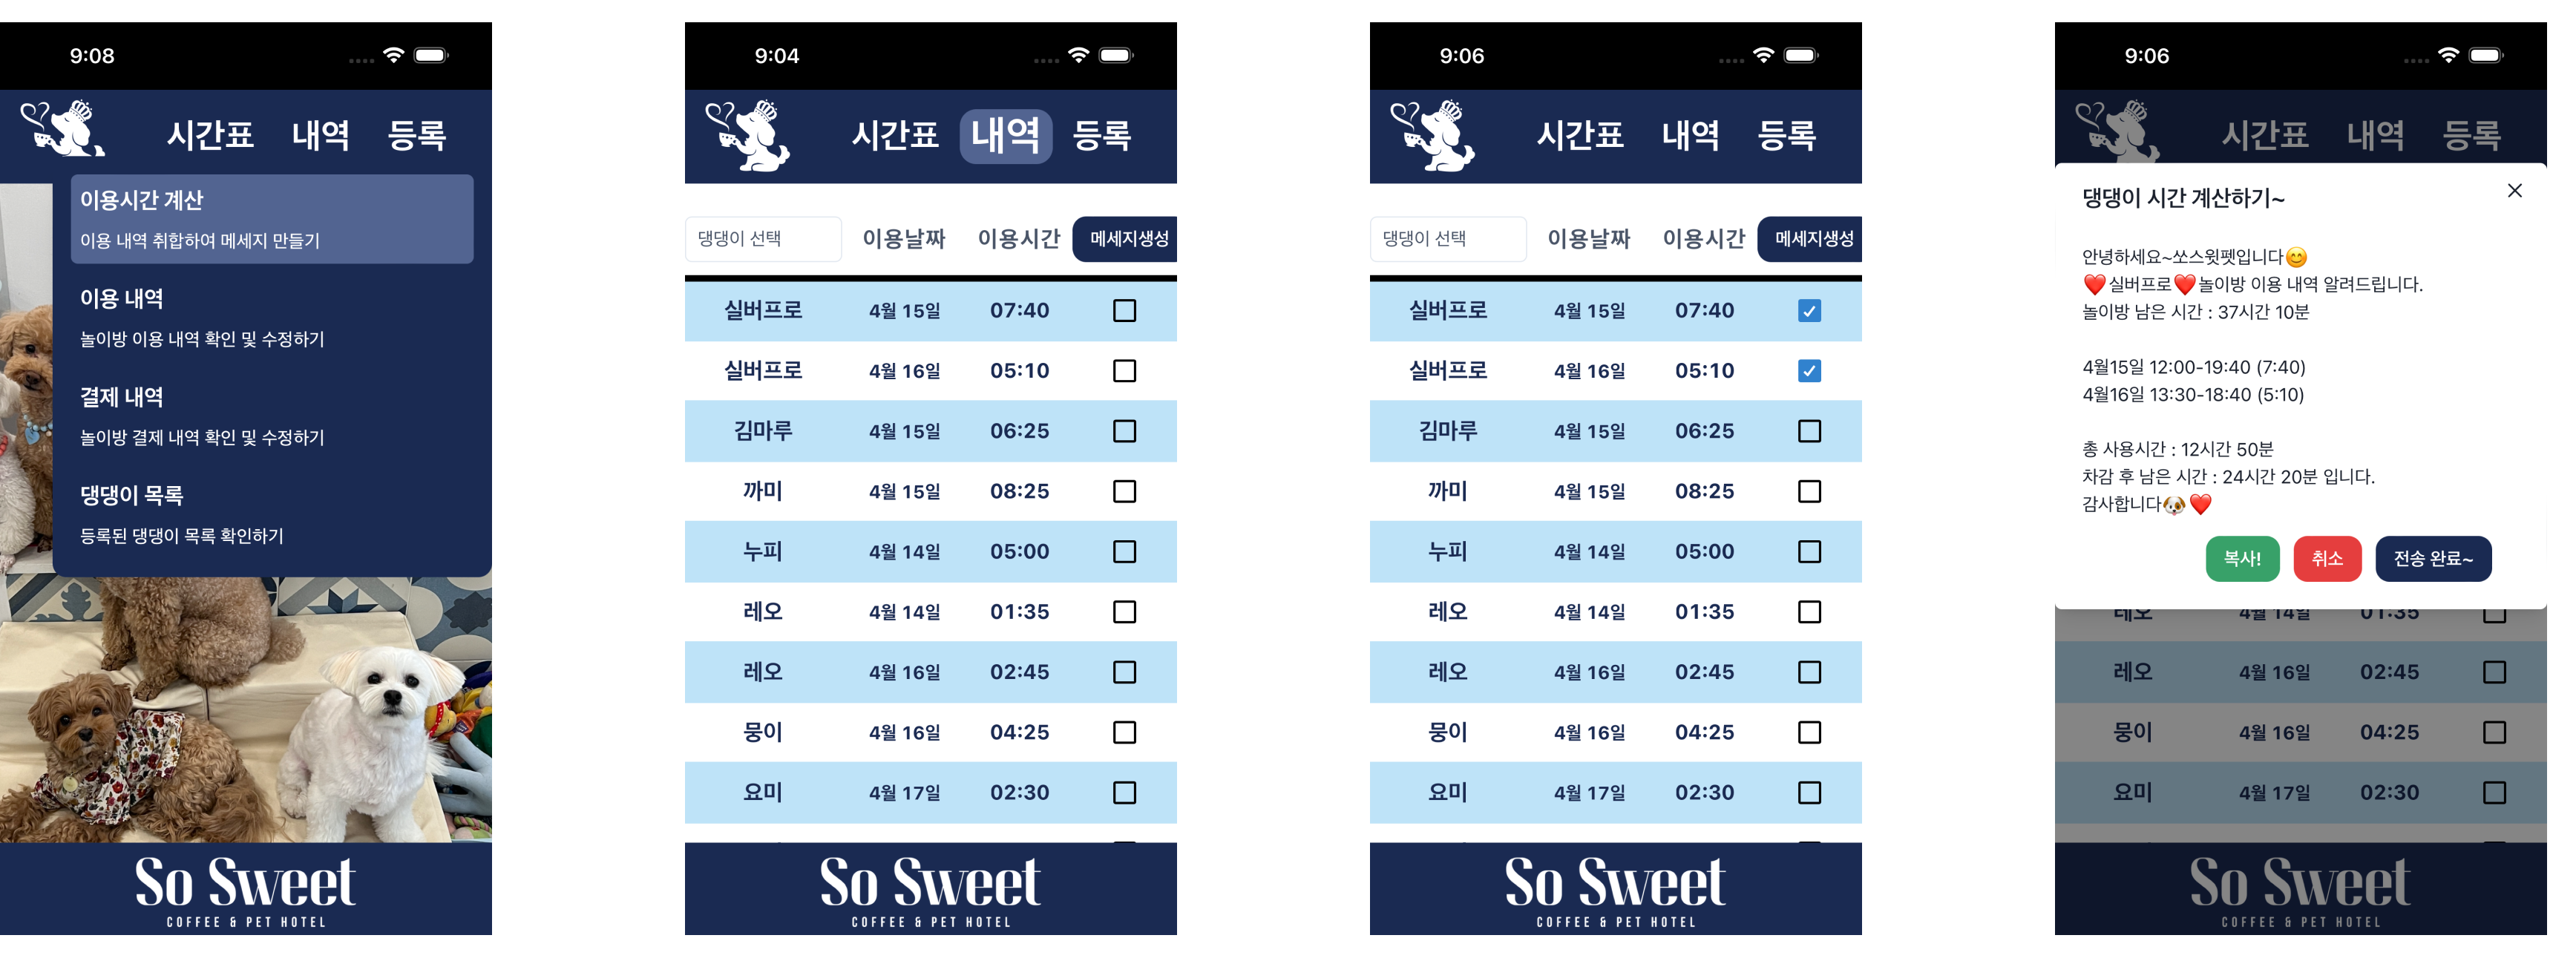 9:08
시간표 내역 등록
이용시간 계산
이용 내역 취합하여 메세지 만들기
이용 내역
놀이방 이용 내역 확인 및 수정하기
결제 내역
놀이방 결제 내역 확인 및 수정하기
댕댕이 목록
등록된 댕댕이 목록 확인하기
So Sweet
COFFEE & PET HOTEL
9:04
시간표 내역 등록
댕댕이 선택 이용날짜 이용시간 메세지생성
실버프로 4월 15일 07:40
실버프로 4월 16일 05:10
김마루 4월 15일 06:25
까미 4월 15일 08:25
누피 4월 14일 05:00
레오 4월 14일 01:35
레오 4월 16일 02:45
뭉이 4월 16일 04:25
요미 4월 17일 02:30
So Sweet
COFFEE & PET HOTEL
9:06
시간표 내역 등록
댕댕이 선택 이용날짜 이용시간 메세지생성
실버프로 4월 15일 07:40
실버프로 4월 16일 05:10
김마루 4월 15일 06:25
까미 4월 15일 08:25
누피 4월 14일 05:00
레오 4월 14일 01:35
레오 4월 16일 02:45
뭉이 4월 16일 04:25
요미 4월 17일 02:30
So Sweet
COFFEE & PET HOTEL
9:06
시간표 내역 등록
댕댕이 시간 계산하기~
안녕하세요~쏘스윗펫입니다😊
❤️실버프로❤️놀이방 이용 내역 알려드립니다.
놀이방 남은 시간 : 37시간 10분
4월15일 12:00-19:40 (7:40)
4월16일 13:30-18:40 (5:10)
총 사용시간 : 12시간 50분
차감 후 남은 시간 : 24시간 20분 입니다.
감사합니다🐶❤️
복사! 취소 전송 완료~
레오 4월 14일 01:35
레오 4월 16일 02:45
뭉이 4월 16일 04:25
요미 4월 17일 02:30
So Sweet
COFFEE & PET HOTEL